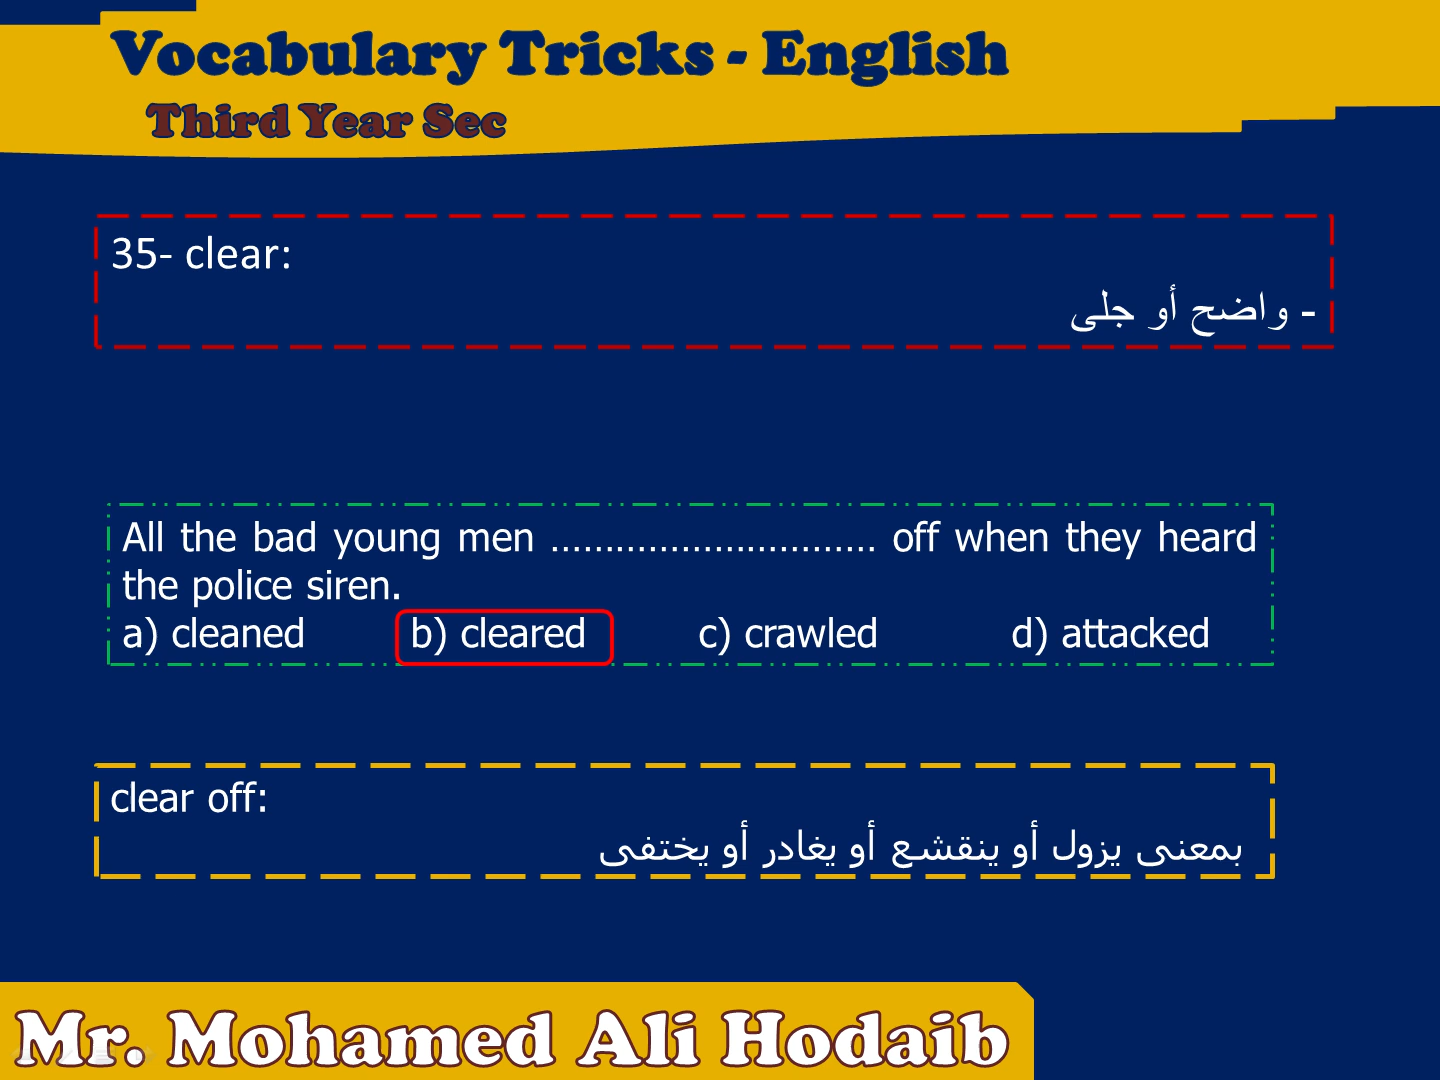 Vocabulary Tricks - English
Third Year Sec
35- clear:
- واضح أو جلى
All the bad young men ............................ off when they heard
the police siren.
a) cleaned b) cleared c) crawled d) attacked
clear off:
بمعنى يزول أو ينقشع أو يغادر أو يختفى
Mr. Mohamed Ali Hodaib